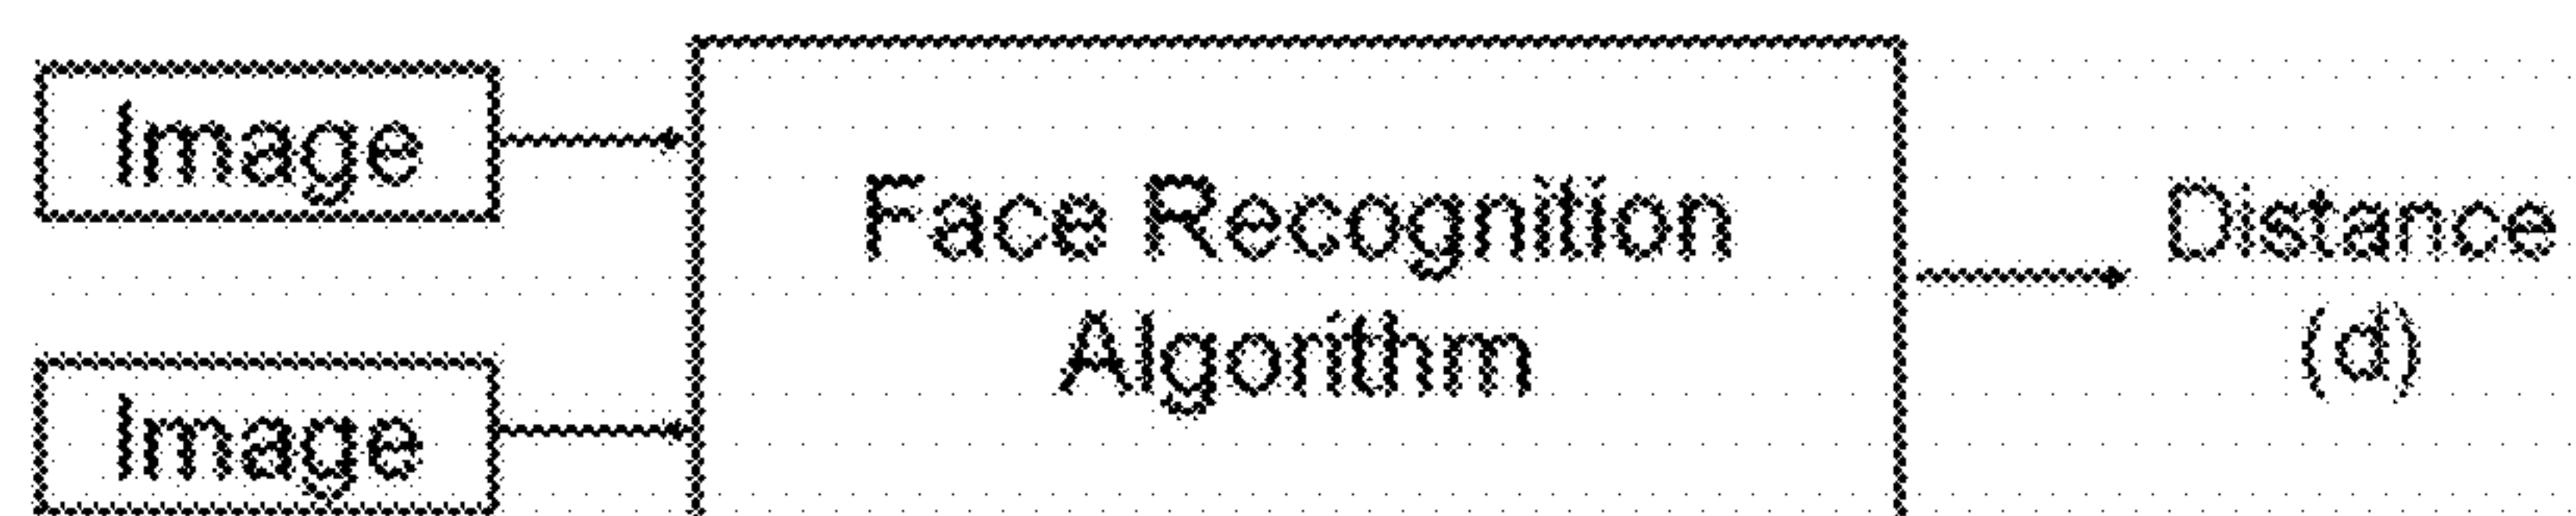 Image
Face Recognition
Algorithm
Distance
(d)
Image